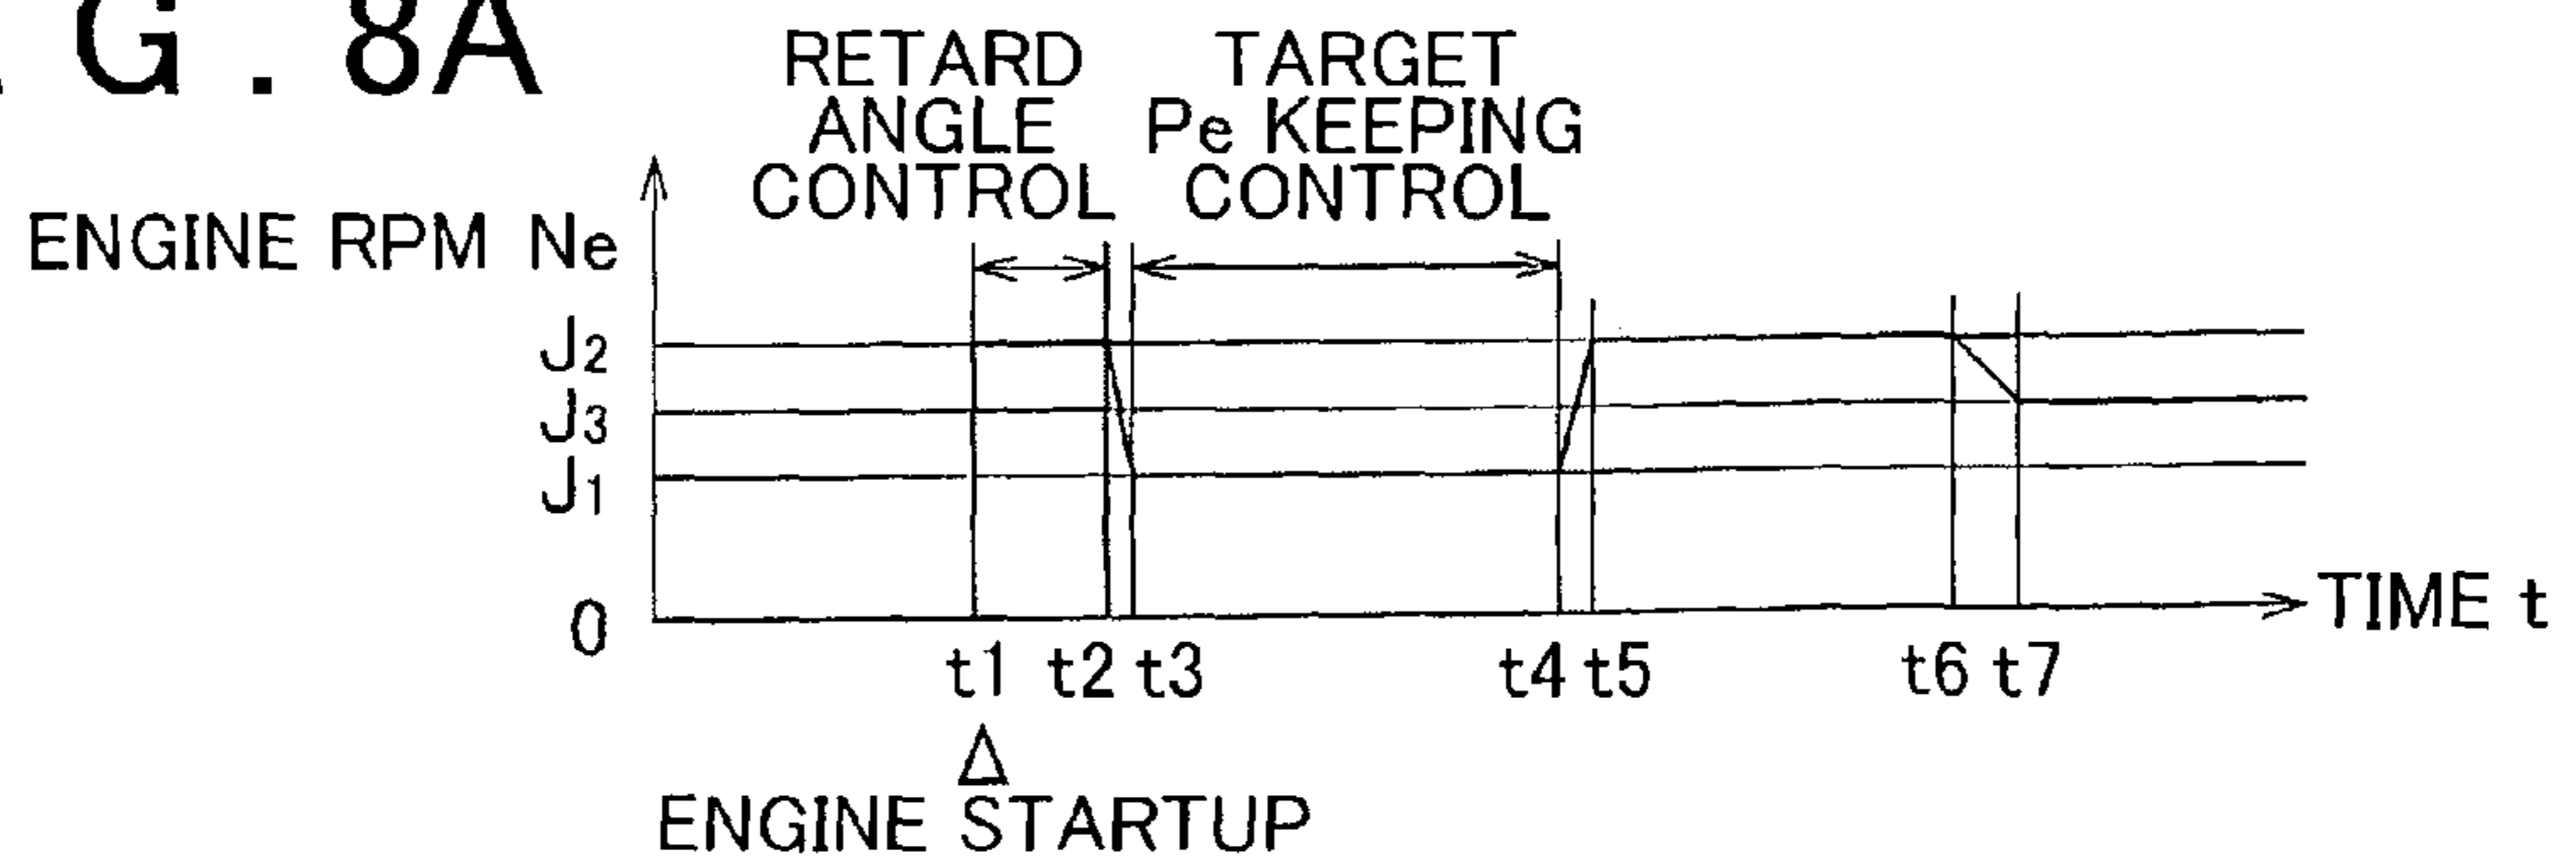 G. 8A
RETARD
ANGLE
CONTROL
TARGET
Pe KEEPING
CONTROL
ENGINE RPM Ne
J2
J3
J1
0
TIME t
t1 t2 t3 t4 t5 t6 t7
Δ
ENGINE STARTUP